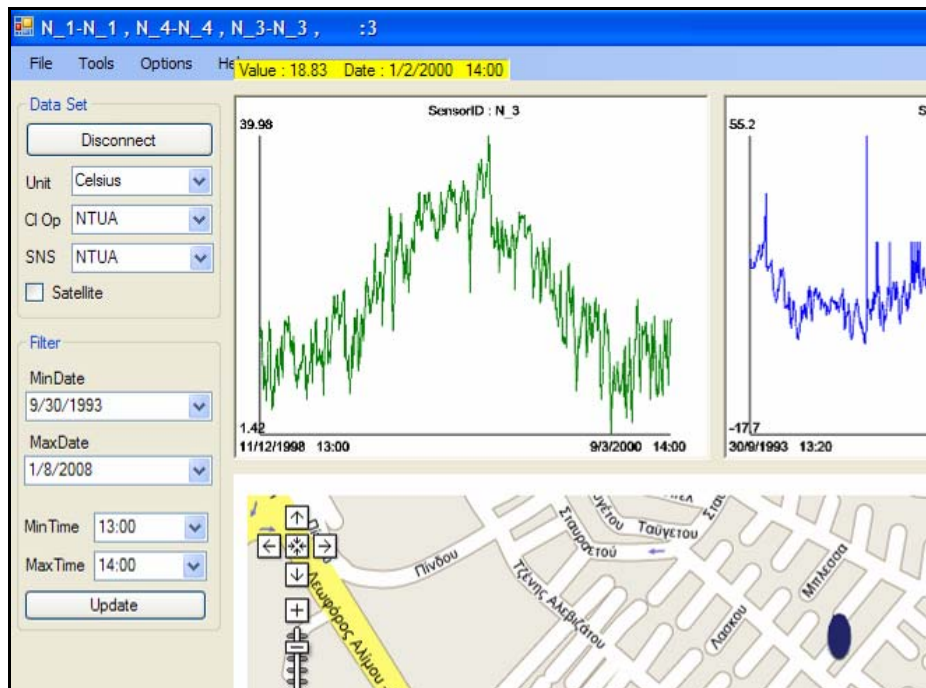 N_1-N_1 , N_4-N_4 , N_3-N_3 , :3
File Tools Options
Value : 18.83 Date : 1/2/2000 14:00
Data Set
Disconnect
Unit Celsius
Cl Op NTUA
SNS NTUA
Satellite
Filter
MinDate
9/30/1993
MaxDate
1/8/2008
MinTime 13:00
MaxTime 14:00
Update
SensorID : N_3
39.98
1.42
11/12/1998 13:00
9/3/2000 14:00
S
55.2
-17.7
30/9/1993 13:20
Πίνδου
Σταυραετού
Ταϋγέτου
Τζένης Αλεβιζάτου
Λεωφόρος Αλίμου
Λάσκου
Μπλέσσα